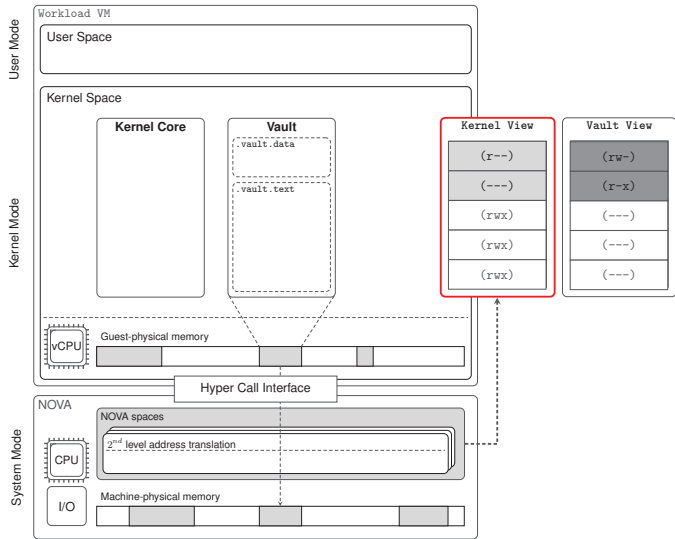 Workload VM
User Mode
User Space
Kernel Mode
Kernel Space
Kernel Core
Vault
.vault.data
.vault.text
Kernel View
(r--)
(---)
(rwx)
(rwx)
(rwx)
Vault View
(rw-)
(r-x)
(---)
(---)
(---)
vCPU
Guest-physical memory
Hyper Call Interface
System Mode
NOVA
NOVA spaces
2nd level address translation
CPU
I/O
Machine-physical memory